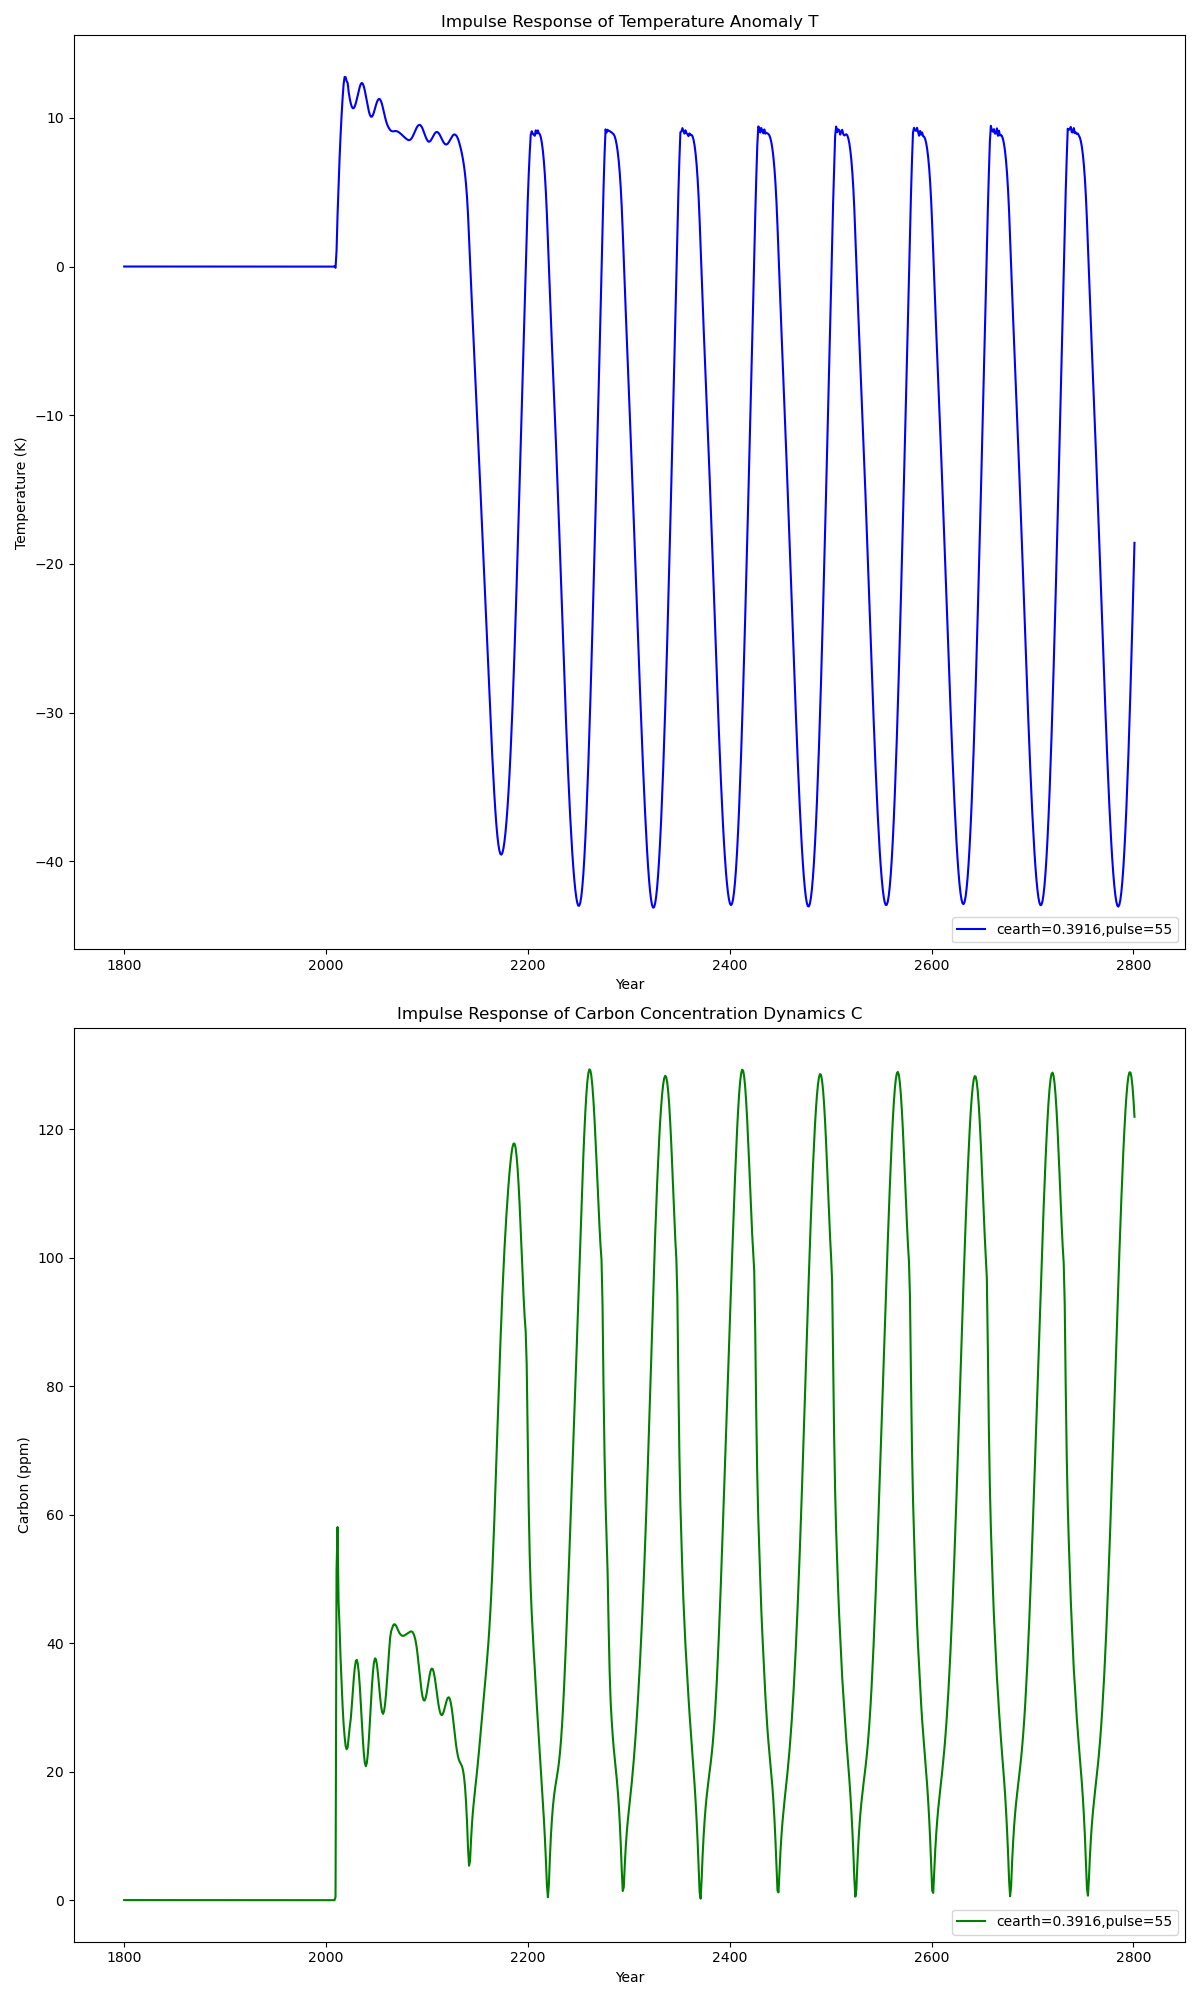 Impulse Response of Temperature Anomaly T
10
0
−10
−20
−30
−40
Temperature (K)
cearth=0.3916,pulse=55
1800 2000 2200 2400 2600 2800
Year
Impulse Response of Carbon Concentration Dynamics C
120
100
80
60
40
20
0
Carbon (ppm)
cearth=0.3916,pulse=55
1800 2000 2200 2400 2600 2800
Year